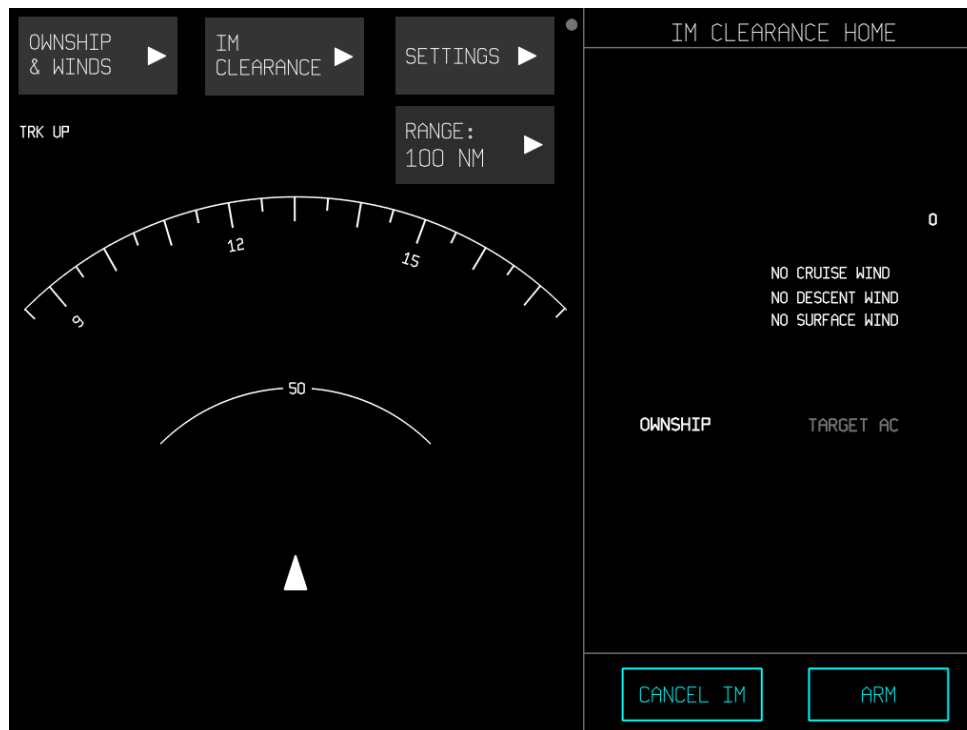 OWNSHIP
& WINDS
IM
CLEARANCE
SETTINGS
TRK UP
RANGE:
100 NM
9
12
15
50
IM CLEARANCE HOME
0
NO CRUISE WIND
NO DESCENT WIND
NO SURFACE WIND
OWNSHIP
TARGET AC
CANCEL IM
ARM